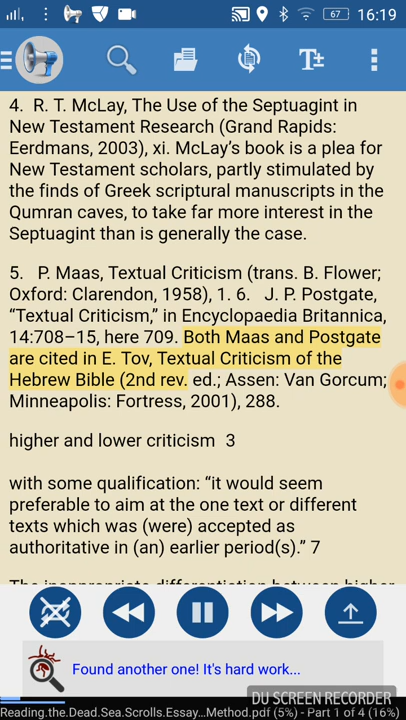 67 16:19
T±
4. R. T. McLay, The Use of the Septuagint in
New Testament Research (Grand Rapids:
Eerdmans, 2003), xi. McLay’s book is a plea for
New Testament scholars, partly stimulated by
the finds of Greek scriptural manuscripts in the
Qumran caves, to take far more interest in the
Septuagint than is generally the case.
5. P. Maas, Textual Criticism (trans. B. Flower;
Oxford: Clarendon, 1958), 1. 6. J. P. Postgate,
“Textual Criticism,” in Encyclopaedia Britannica,
14:708–15, here 709. Both Maas and Postgate
are cited in E. Tov, Textual Criticism of the
Hebrew Bible (2nd rev. ed.; Assen: Van Gorcum;
Minneapolis: Fortress, 2001), 288.
higher and lower criticism 3
with some qualification: “it would seem
preferable to aim at the one text or different
texts which was (were) accepted as
authoritative in (an) earlier period(s).” 7
The inappropriate differentiation between higher
Found another one! It's hard work...
DU SCREEN RECORDER
Reading.the.Dead.Sea.Scrolls.Essay...Method.pdf (5%) - Part 1 of 4 (16%)